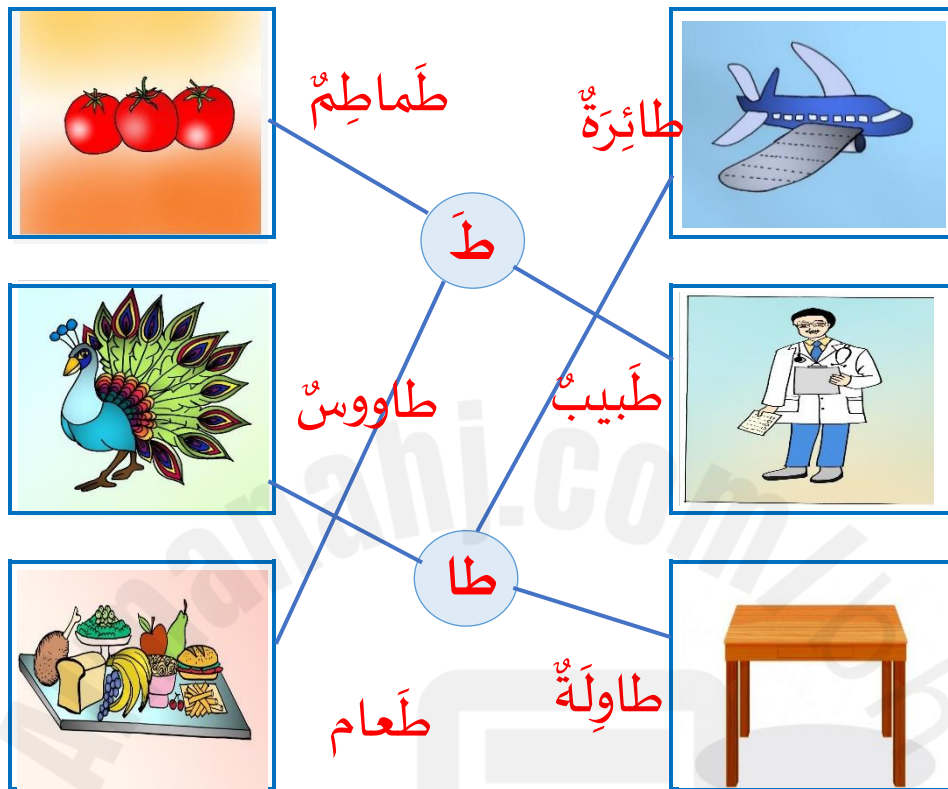 طائِرَةٌ
طَماطِمٌ
طَ
طَبيبٌ
طاووسٌ
طا
طاوِلَةٌ
طَعام